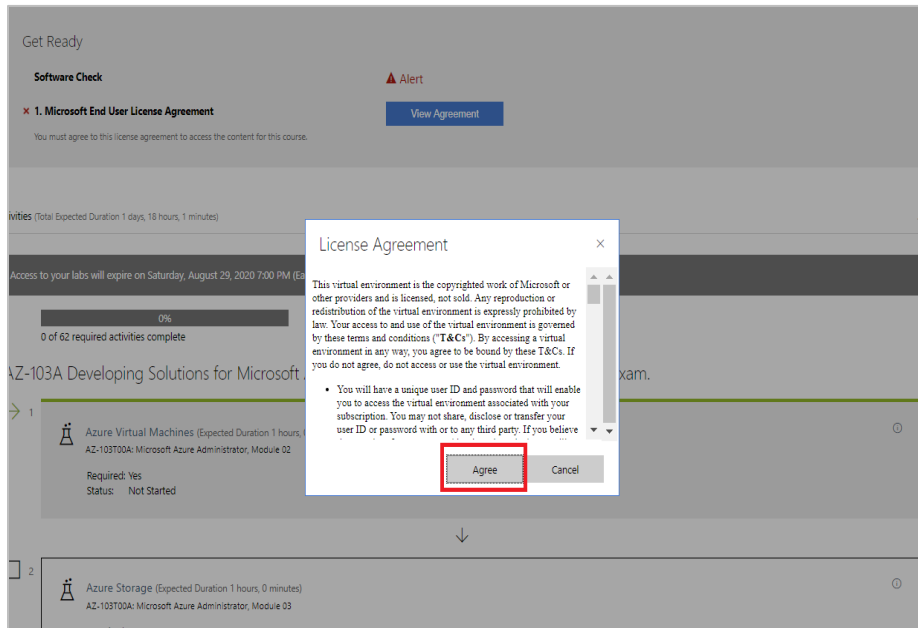 Get Ready
Software Check
Alert
× 1. Microsoft End User License Agreement
View Agreement
You must agree to this license agreement to access the content for this course.
ivities (Total Expected Duration 1 days, 18 hours, 1 minutes)
License Agreement
×
Access to your labs will expire on Saturday, August 29, 2020 7:00 PM (Ea
This virtual environment is the copyrighted work of Microsoft or
other providers and is licensed, not sold. Any reproduction or
redistribution of the virtual environment is expressly prohibited by
law. Your access to and use of the virtual environment is governed
by these terms and conditions ("T&Cs"). By accessing a virtual
environment in any way, you agree to be bound by these T&Cs. If
you do not agree, do not access or use the virtual environment.
• You will have a unique user ID and password that will enable
you to access the virtual environment associated with your
subscription. You may not share, disclose or transfer your
user ID or password with or to any third party. If you believe
Agree
Cancel
0%
0 of 62 required activities complete
AZ-103A Developing Solutions for Microsoft
xam.
1
Azure Virtual Machines (Expected Duration 1 hours,
AZ-103T00A: Microsoft Azure Administrator, Module 02
Required: Yes
Status: Not Started
2
Azure Storage (Expected Duration 1 hours, 0 minutes)
AZ-103T00A: Microsoft Azure Administrator, Module 03